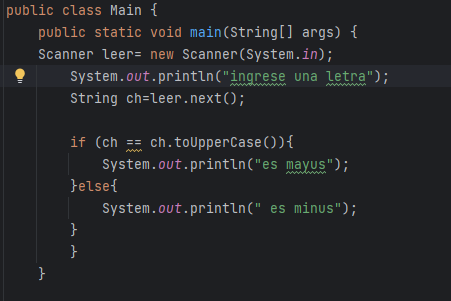 public class Main {
public static void main(String[] args) {
Scanner leer= new Scanner(System.in);
System.out.println("ingrese una letra");
String ch=leer.next();
if (ch == ch.toUpperCase()){
System.out.println("es mayus");
}else{
System.out.println(" es minus");
}
}
}